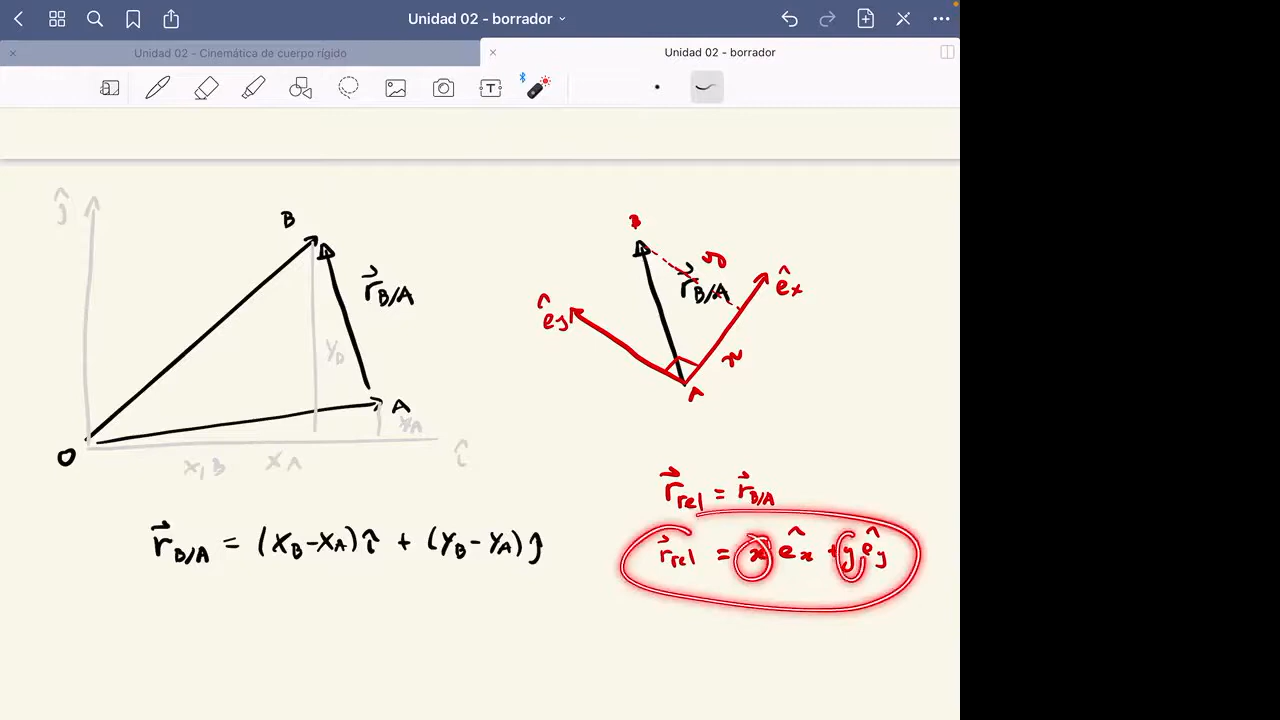 Unidad 02 - borrador
Unidad 02 - Cinemática de cuerpo rígido
Unidad 02 - borrador
ĵ
B
r⃗B/A
YB
A
YA
O
X,B
XA
î
r⃗B/A = (XB-XA)î + (YB-YA)ĵ
B
r⃗B/A
êx
êy
x
A
r⃗rel = r⃗B/A
r⃗rel = x êx + y êy